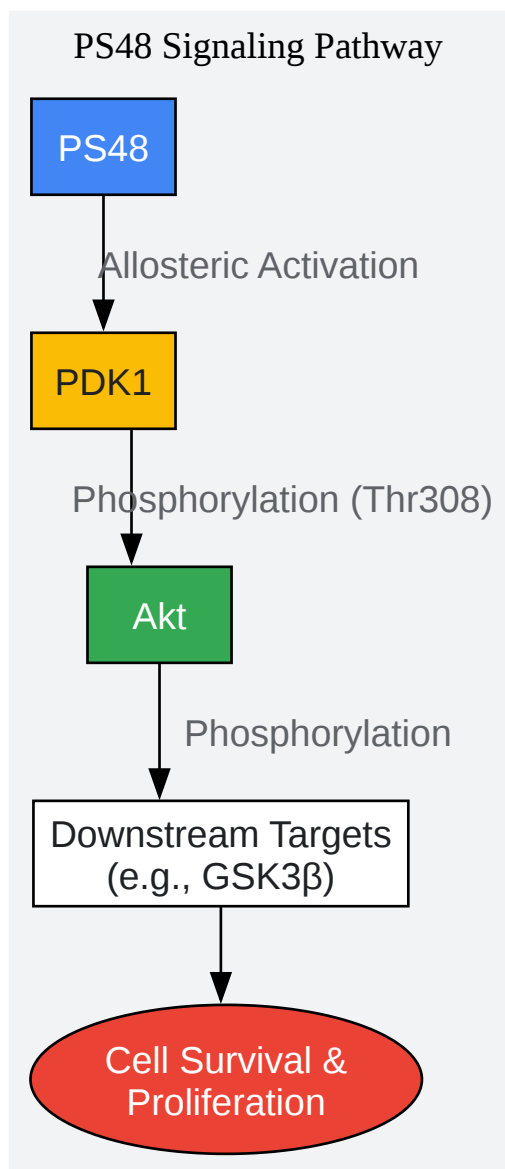 PS48 Signaling Pathway
PS48
Allosteric Activation
PDK1
Phosphorylation (Thr308)
Akt
Phosphorylation
Downstream Targets
(e.g., GSK3β)
Cell Survival &
Proliferation